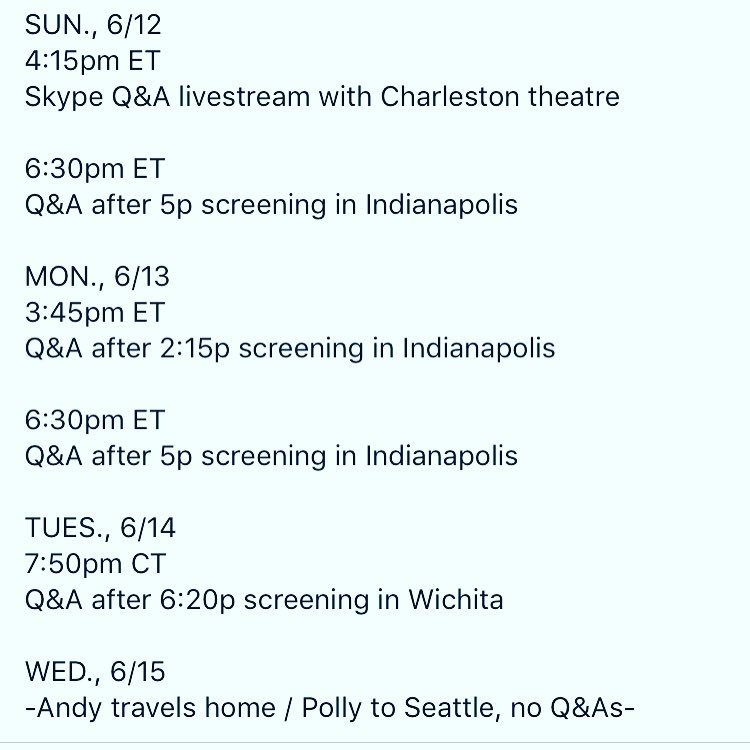 SUN., 6/12
4:15pm ET
Skype Q&A livestream with Charleston theatre
6:30pm ET
Q&A after 5p screening in Indianapolis
MON., 6/13
3:45pm ET
Q&A after 2:15p screening in Indianapolis
6:30pm ET
Q&A after 5p screening in Indianapolis
TUES., 6/14
7:50pm CT
Q&A after 6:20p screening in Wichita
WED., 6/15
-Andy travels home / Polly to Seattle, no Q&As-